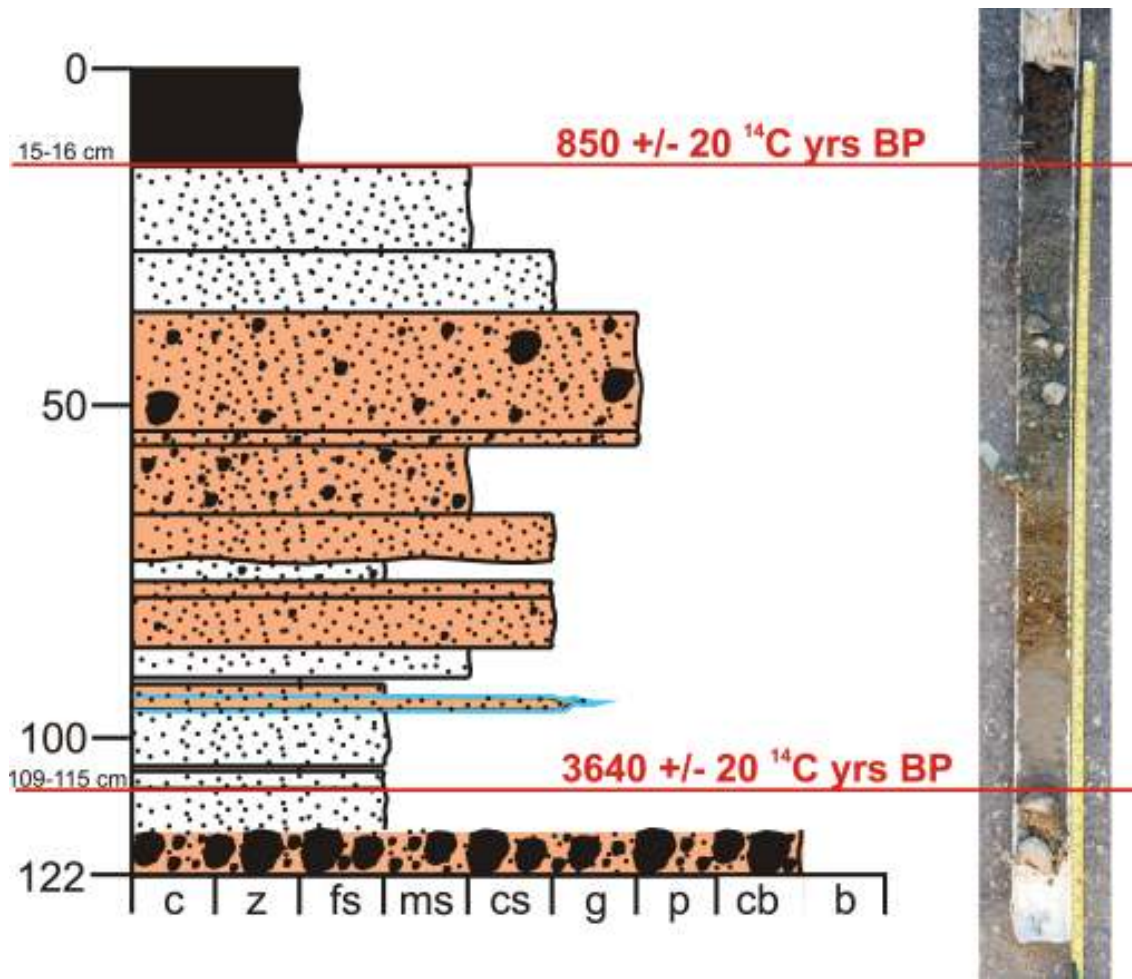 0
15-16 cm
850 +/- 20 ¹⁴C yrs BP
50
100
109-115 cm
3640 +/- 20 ¹⁴C yrs BP
122
c z fs ms cs g p cb b